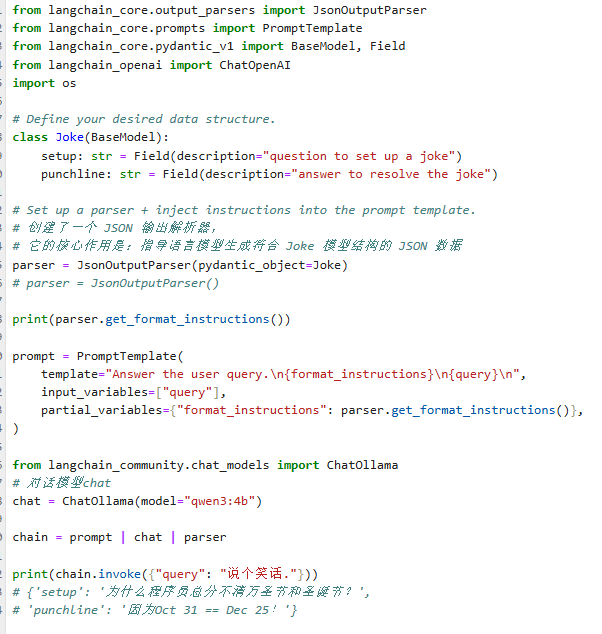 from langchain_core.output_parsers import JsonOutputParser
from langchain_core.prompts import PromptTemplate
from langchain_core.pydantic_v1 import BaseModel, Field
from langchain_openai import ChatOpenAI
import os

# Define your desired data structure.
class Joke(BaseModel):
    setup: str = Field(description="question to set up a joke")
    punchline: str = Field(description="answer to resolve the joke")

# Set up a parser + inject instructions into the prompt template.
# 创建了一个 JSON 输出解析器，
# 它的核心作用是：指导语言模型生成符合 Joke 模型结构的 JSON 数据
parser = JsonOutputParser(pydantic_object=Joke)
# parser = JsonOutputParser()

print(parser.get_format_instructions())

prompt = PromptTemplate(
    template="Answer the user query.\n{format_instructions}\n{query}\n",
    input_variables=["query"],
    partial_variables={"format_instructions": parser.get_format_instructions()},
)

from langchain_community.chat_models import ChatOllama
# 对话模型chat
chat = ChatOllama(model="qwen3:4b")

chain = prompt | chat | parser

print(chain.invoke({"query": "说个笑话."}))
# {'setup': '为什么程序员总分不清万圣节和圣诞节？',
# 'punchline': '因为Oct 31 == Dec 25！'}